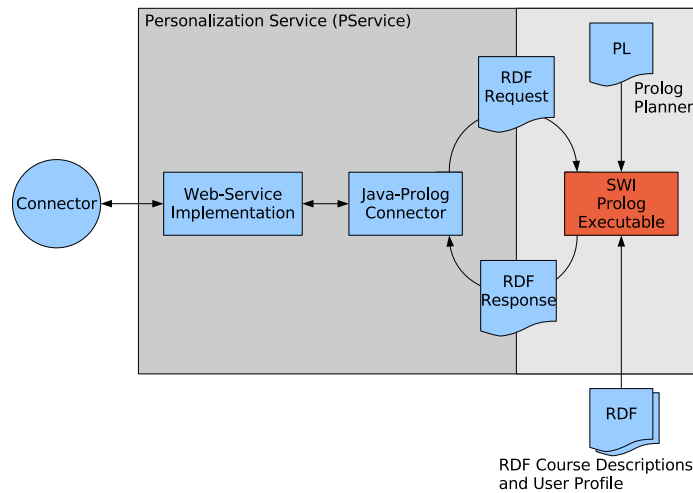 Personalization Service (PService)
RDF
Request
PL
Prolog
Planner
Connector
Web-Service
Implementation
Java-Prolog
Connector
SWI
Prolog
Executable
RDF
Response
RDF
RDF Course Descriptions
and User Profile